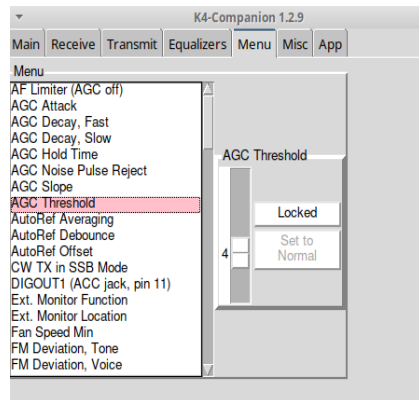 K4-Companion 1.2.9
Main Receive Transmit Equalizers Menu Misc App
Menu
AF Limiter (AGC off)
AGC Attack
AGC Decay, Fast
AGC Decay, Slow
AGC Hold Time
AGC Noise Pulse Reject
AGC Slope
AGC Threshold
AutoRef Averaging
AutoRef Debounce
AutoRef Offset
CW TX in SSB Mode
DIGOUT1 (ACC jack, pin 11)
Ext. Monitor Function
Ext. Monitor Location
Fan Speed Min
FM Deviation, Tone
FM Deviation, Voice
AGC Threshold
4
Locked
Set to
Normal